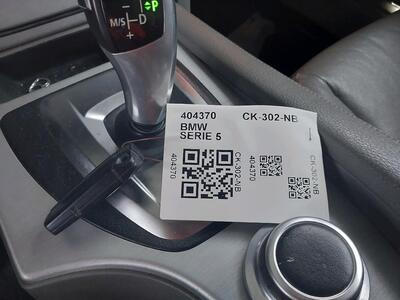 P
M/S D
+
404370 CK-302-NB
BMW
SERIE 5
404370
CK-302-NB
404370
CK-302-NB